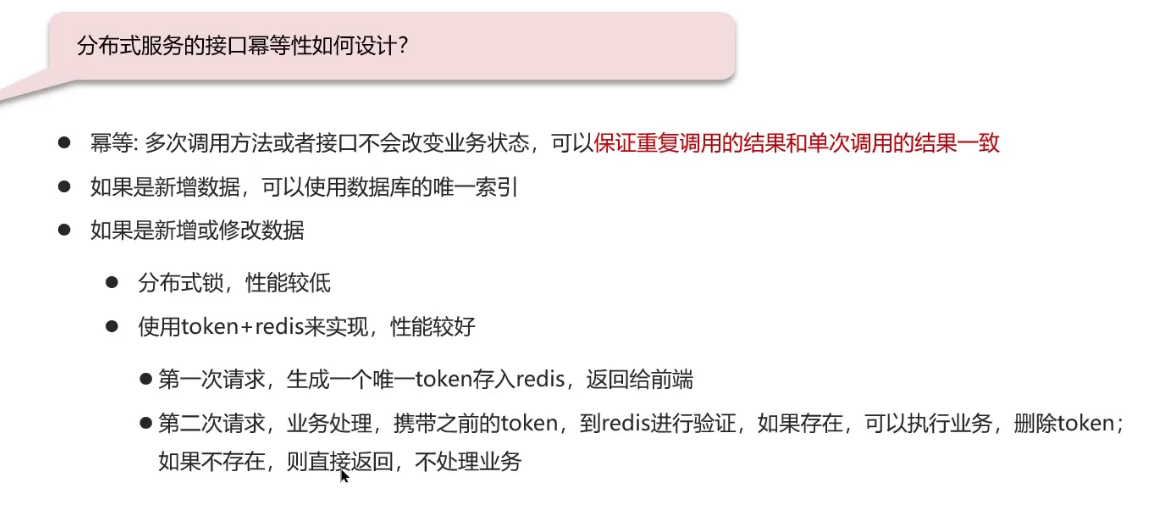 分布式服务的接口幂等性如何设计?
幂等: 多次调用方法或者接口不会改变业务状态，可以保证重复调用的结果和单次调用的结果一致
如果是新增数据，可以使用数据库的唯一索引
如果是新增或修改数据
分布式锁，性能较低
使用token+redis来实现，性能较好
第一次请求，生成一个唯一token存入redis，返回给前端
第二次请求，业务处理，携带之前的token，到redis进行验证，如果存在，可以执行业务，删除token；
如果不存在，则直接返回，不处理业务